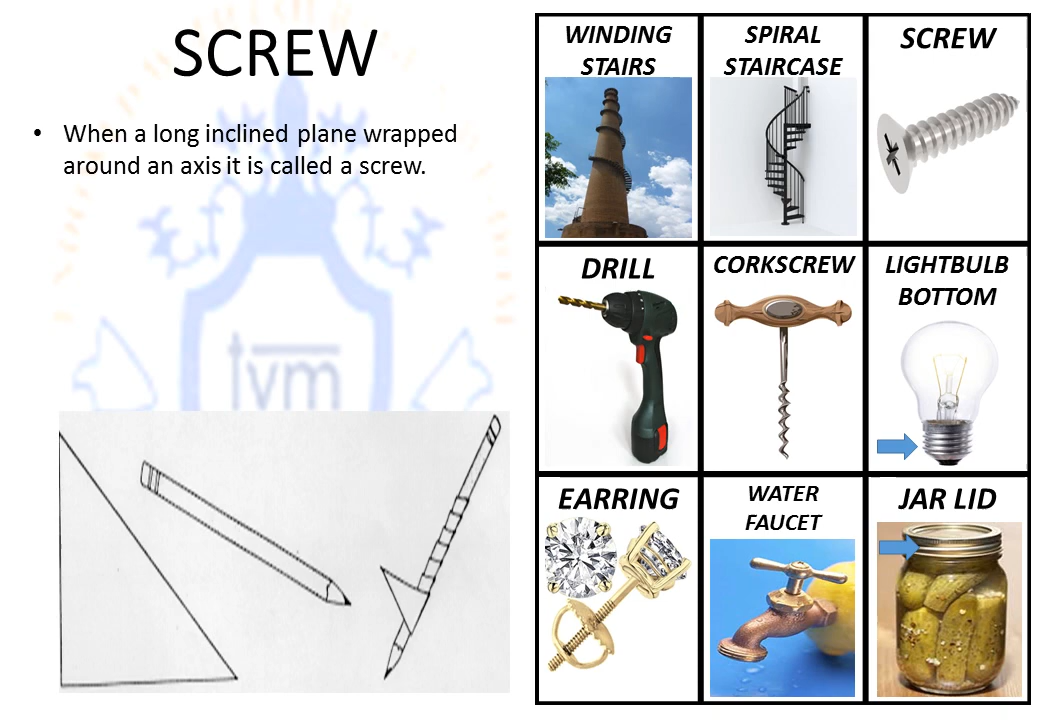 SCREW
• When a long inclined plane wrapped
around an axis it is called a screw.
tvm
WINDING
STAIRS
SPIRAL
STAIRCASE
SCREW
DRILL
CORKSCREW
LIGHTBULB
BOTTOM
EARRING
WATER
FAUCET
JAR LID